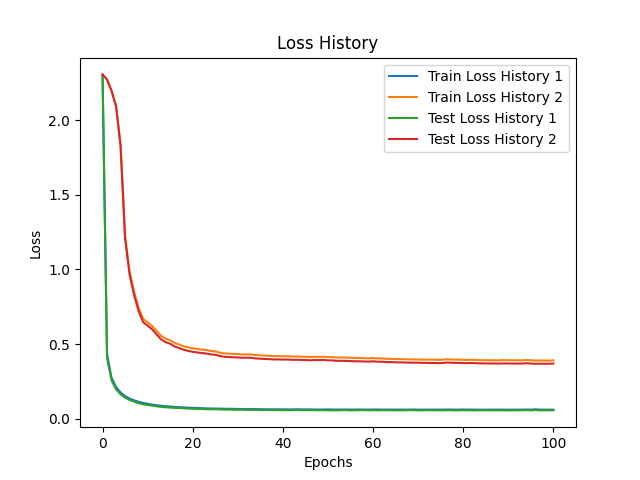 Loss History
Train Loss History 1
Train Loss History 2
Test Loss History 1
Test Loss History 2
Loss
2.0
1.5
1.0
0.5
0.0
0 20 40 60 80 100
Epochs